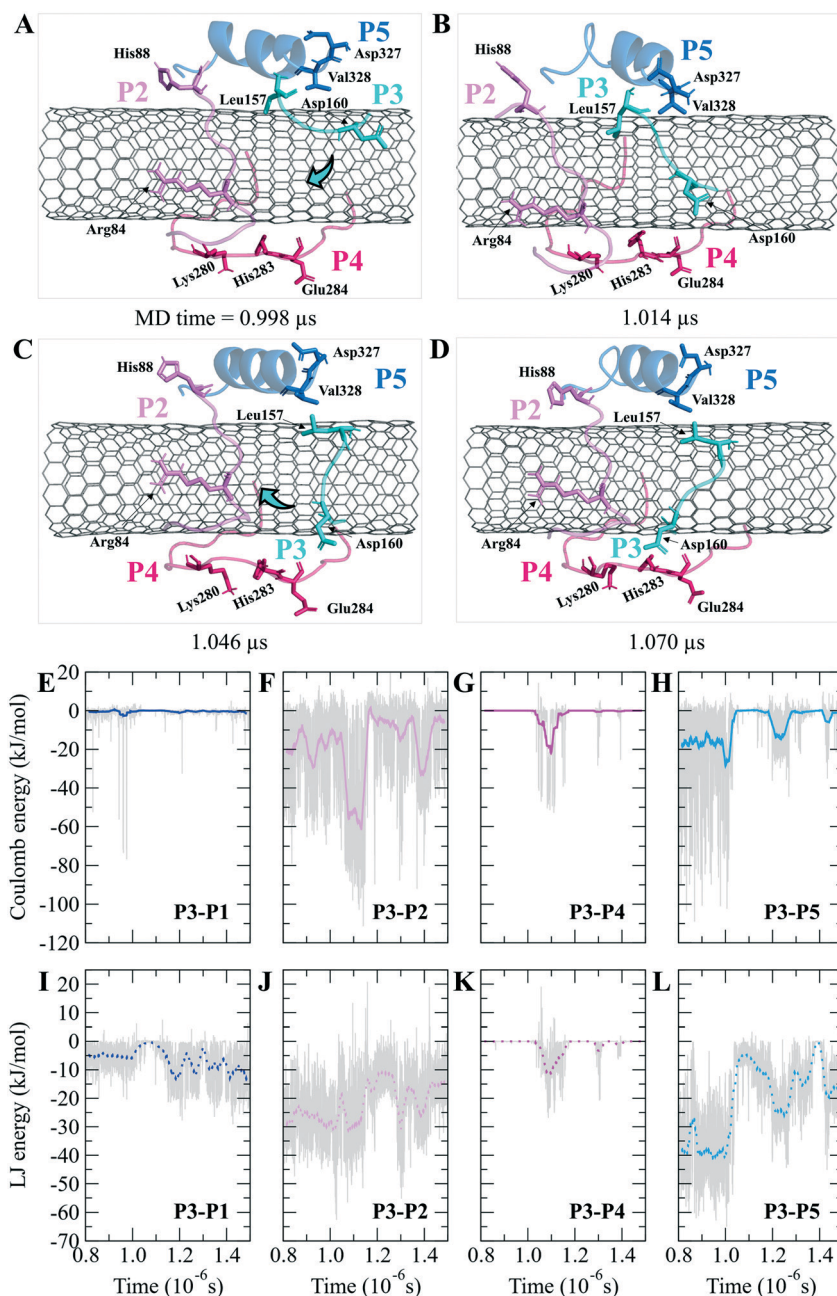 A
His88
P5
Asp327
P2
Val328
Leu157
Asp160
P3
Arg84
Lys280
His283
P4
Glu284
MD time = 0.998 µs
B
His88
P5
Asp327
P2
P3
Val328
Leu157
Arg84
Asp160
Lys280
His283
P4
Glu284
1.014 µs
C
His88
Asp327
P5
P2
Val328
Leu157
Arg84
P3
Asp160
P4
Lys280
His283
Glu284
1.046 µs
D
His88
Asp327
P5
P2
Val328
Leu157
Arg84
P3
Asp160
P4
Lys280
His283
Glu284
1.070 µs
E F G H
Coulomb energy (kJ/mol)
20
0
-20
-40
-60
-80
-100
-120
P3-P1 P3-P2 P3-P4 P3-P5
I J K L
LJ energy (kJ/mol)
20
10
0
-10
-20
-30
-40
-50
-60
-70
P3-P1 P3-P2 P3-P4 P3-P5
0.8 1.0 1.2 1.4 0.8 1.0 1.2 1.4 0.8 1.0 1.2 1.4 0.8 1.0 1.2 1.4
Time (10-6s) Time (10-6s) Time (10-6s) Time (10-6s)